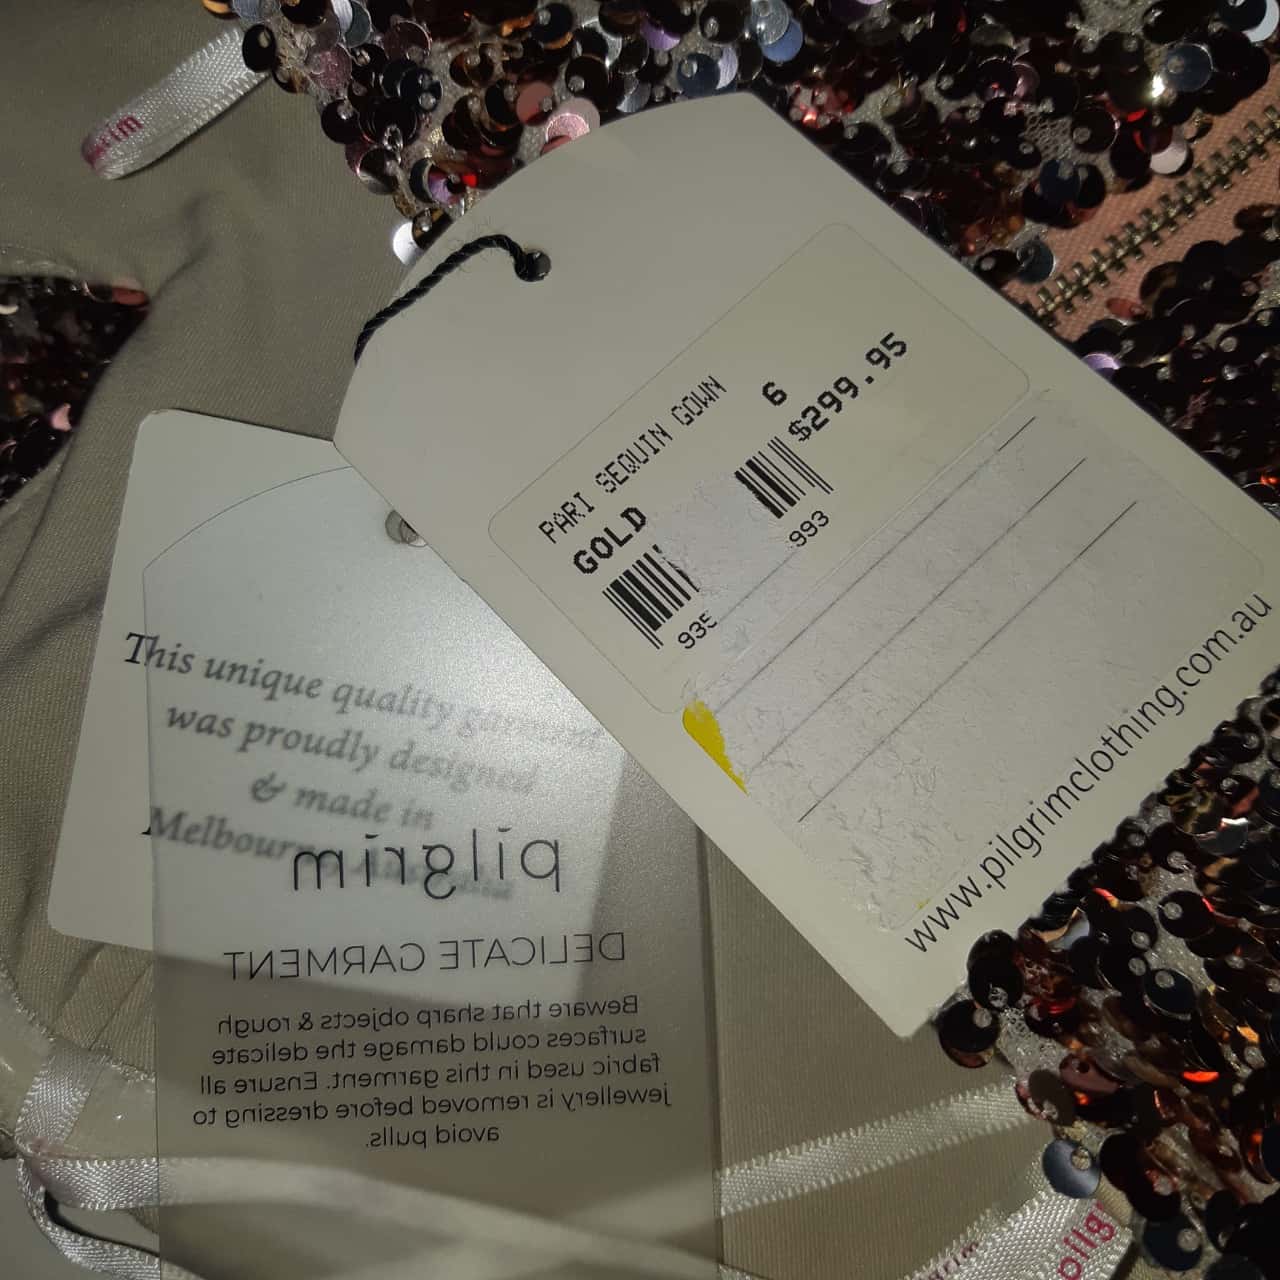 PARI SEQUIN GOWN
6
GOLD
$299.95
935
993
www.pilgrimclothing.com.au
This unique quality garment
was proudly designed
& made in
Melbourne
pilgrim
DELICATE GARMENT
Beware that sharp objects & rough
surfaces could damage the delicate
fabric used in this garment. Ensure all
jewellery is removed before dressing to
avoid pulls.